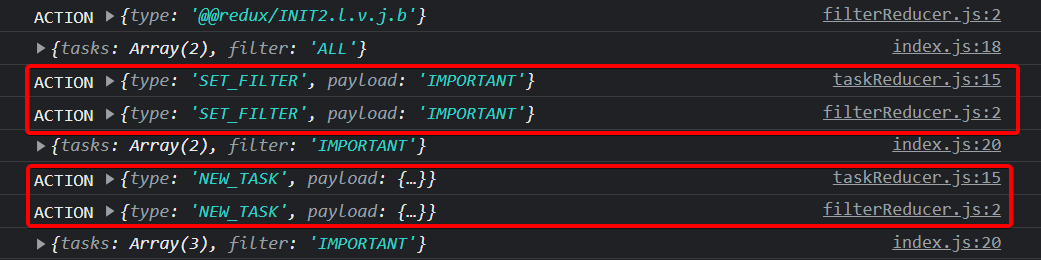 ACTION ▶{type: '@@redux/INIT2.l.v.j.b'} filterReducer.js:2
▶{tasks: Array(2), filter: 'ALL'} index.js:18
ACTION ▶{type: 'SET_FILTER', payload: 'IMPORTANT'} taskReducer.js:15
ACTION ▶{type: 'SET_FILTER', payload: 'IMPORTANT'} filterReducer.js:2
▶{tasks: Array(2), filter: 'IMPORTANT'} index.js:20
ACTION ▶{type: 'NEW_TASK', payload: {…}} taskReducer.js:15
ACTION ▶{type: 'NEW_TASK', payload: {…}} filterReducer.js:2
▶{tasks: Array(3), filter: 'IMPORTANT'} index.js:20